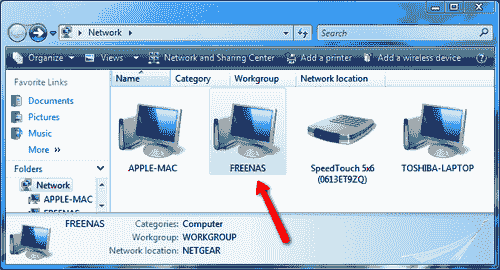 Network
Search
Organize
Views
Network and Sharing Center
Add a printer
Add a wireless device
Favorite Links
Documents
Pictures
Music
More »
Folders
Network
APPLE-MAC
Name
Category
Workgroup
Network location
APPLE-MAC
FREENAS
SpeedTouch 5x6
(0613ET9ZQ)
TOSHIBA-LAPTOP
FREENAS
Categories: Computer
Workgroup: WORKGROUP
Network location: NETGEAR